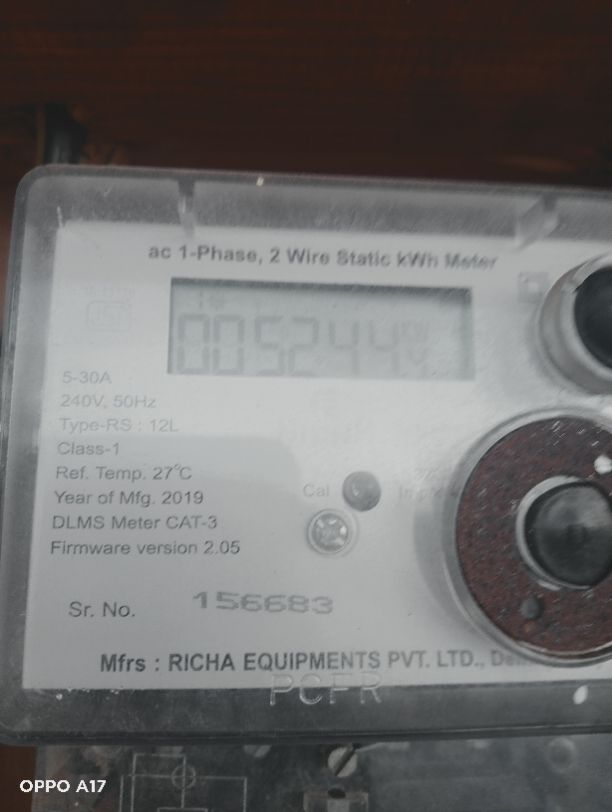 ac 1-Phase, 2 Wire Static kWh Meter
005244
KW
5-30A
240V, 50Hz
Type-RS : 12L
Class-1
Ref. Temp. 27°C
Year of Mfg. 2019
DLMS Meter CAT-3
Firmware version 2.05
Cal
Sr. No. 156683
Mfrs : RICHA EQUIPMENTS PVT. LTD.,
OPPO A17